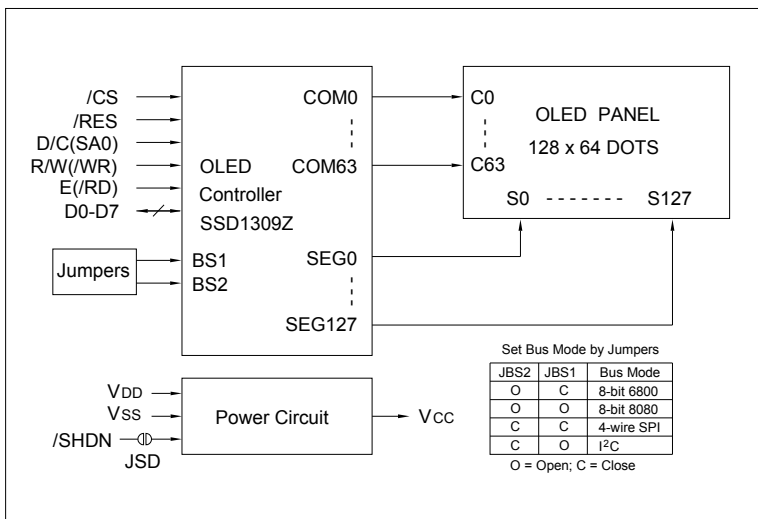 /CS
/RES
D/C(SA0)
R/W(/WR)
E(/RD)
D0-D7
Jumpers
OLED
Controller
SSD1309Z
BS1
BS2
COM0
COM63
SEG0
SEG127
C0
C63
OLED PANEL
128 x 64 DOTS
S0 ------- S127
VDD
VSS
/SHDN
JSD
Power Circuit
VCC
Set Bus Mode by Jumpers
JBS2 JBS1 Bus Mode
O C 8-bit 6800
O O 8-bit 8080
C C 4-wire SPI
C O I²C
O = Open; C = Close